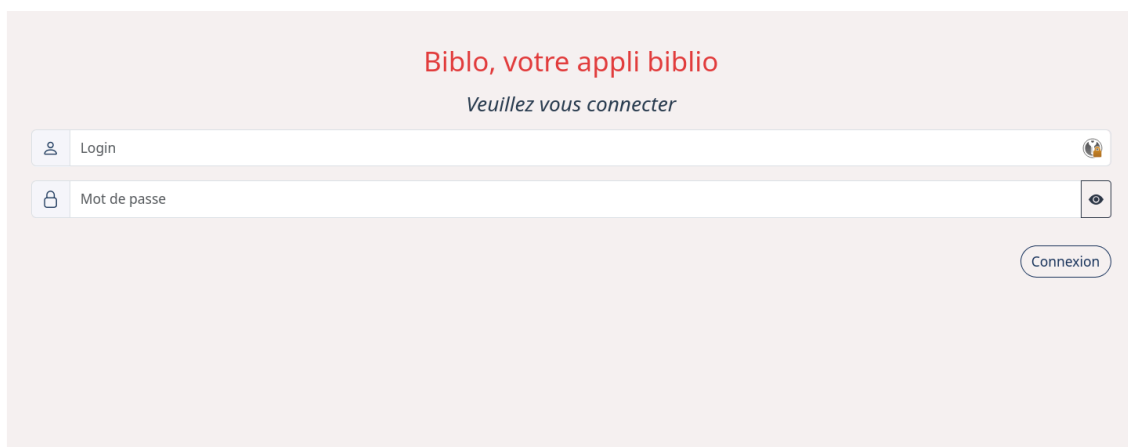 Biblo, votre appli biblio
Veuillez vous connecter
Login
Mot de passe
Connexion